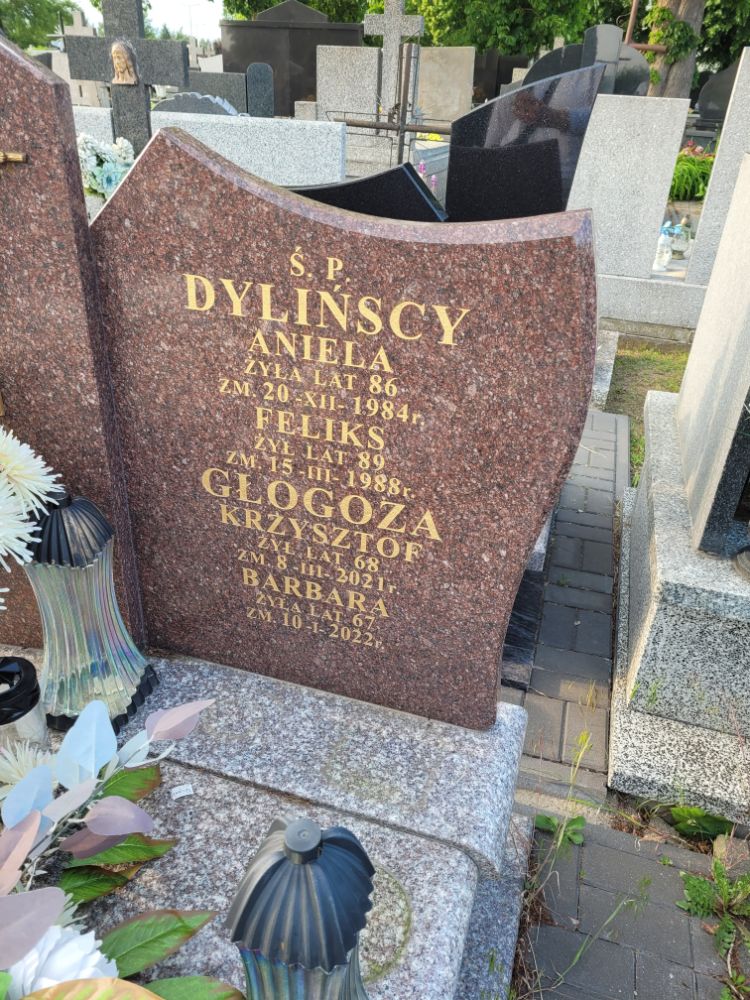 Ś. P.
DYLIŃSCY
ANIELA
ŻYŁA LAT 86
ZM. 20-XII-1984r.
FELIKS
ŻYŁ LAT 89
ZM. 15-III-1988r.
GŁOGOZA
KRZYSZTOF
ŻYŁ LAT 68
ZM. 8-III-2021r.
BARBARA
ŻYŁA LAT 67
ZM. 10-I-2022r.